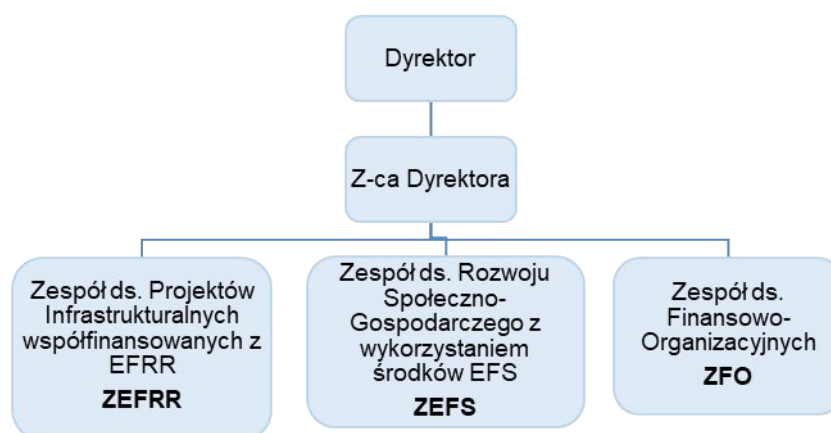 Dyrektor
Z-ca Dyrektora
Zespół ds. Projektów
Infrastrukturalnych
współfinansowanych z
EFRR
ZEFRR
Zespół ds. Rozwoju
Społeczno-
Gospodarczego z
wykorzystaniem
środków EFS
ZEFS
Zespół ds.
Finansowo-
Organizacyjnych
ZFO